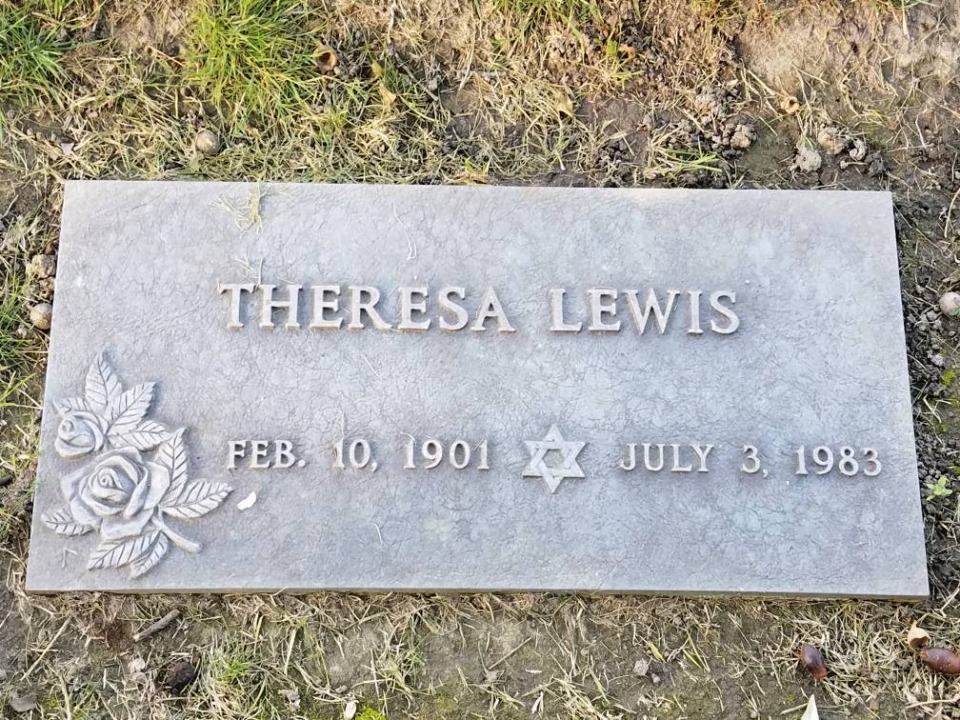 THERESA LEWIS
FEB. 10, 1901 ✡ JULY 3, 1983